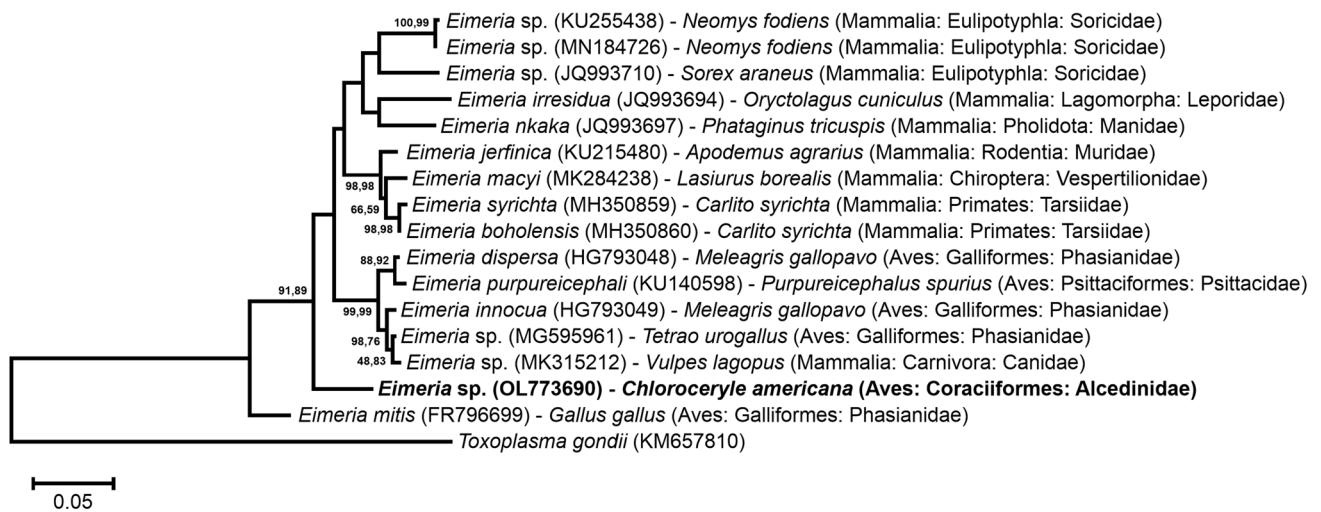 100,99
Eimeria sp. (KU255438) - Neomys fodiens (Mammalia: Eulipotyphla: Soricidae)
Eimeria sp. (MN184726) - Neomys fodiens (Mammalia: Eulipotyphla: Soricidae)
Eimeria sp. (JQ993710) - Sorex araneus (Mammalia: Eulipotyphla: Soricidae)
Eimeria irresidua (JQ993694) - Oryctolagus cuniculus (Mammalia: Lagomorpha: Leporidae)
Eimeria nkaka (JQ993697) - Phataginus tricuspis (Mammalia: Pholidota: Manidae)
Eimeria jerfinica (KU215480) - Apodemus agrarius (Mammalia: Rodentia: Muridae)
98,98
Eimeria macyi (MK284238) - Lasiurus borealis (Mammalia: Chiroptera: Vespertilionidae)
66,59
Eimeria syrichta (MH350859) - Carlito syrichta (Mammalia: Primates: Tarsiidae)
98,98
Eimeria boholensis (MH350860) - Carlito syrichta (Mammalia: Primates: Tarsiidae)
88,92
Eimeria dispersa (HG793048) - Meleagris gallopavo (Aves: Galliformes: Phasianidae)
Eimeria purpureicephali (KU140598) - Purpureicephalus spurius (Aves: Psittaciformes: Psittacidae)
91,89
99,99
Eimeria innocua (HG793049) - Meleagris gallopavo (Aves: Galliformes: Phasianidae)
98,76
Eimeria sp. (MG595961) - Tetrao urogallus (Aves: Galliformes: Phasianidae)
48,83
Eimeria sp. (MK315212) - Vulpes lagopus (Mammalia: Carnivora: Canidae)
Eimeria sp. (OL773690) - Chloroceryle americana (Aves: Coraciiformes: Alcedinidae)
Eimeria mitis (FR796699) - Gallus gallus (Aves: Galliformes: Phasianidae)
Toxoplasma gondii (KM657810)
0.05